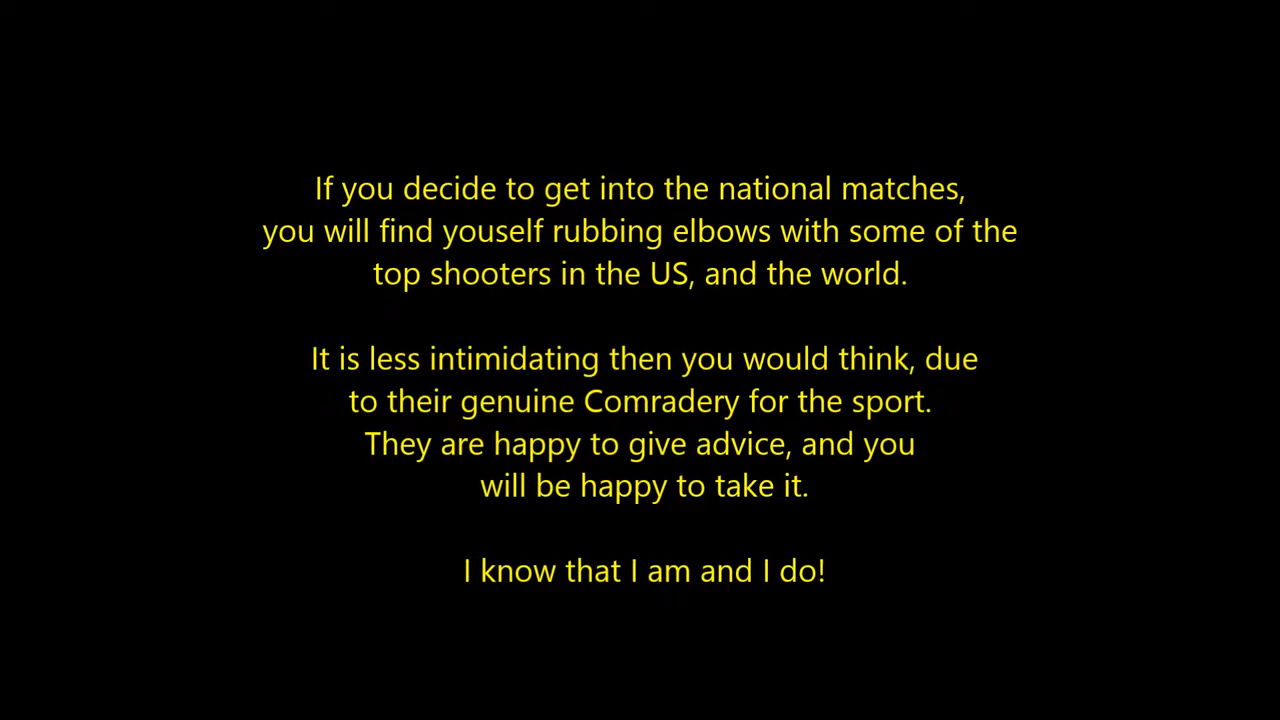 If you decide to get into the national matches,
you will find youself rubbing elbows with some of the
top shooters in the US, and the world.
It is less intimidating then you would think, due
to their genuine Comradery for the sport.
They are happy to give advice, and you
will be happy to take it.
I know that I am and I do!